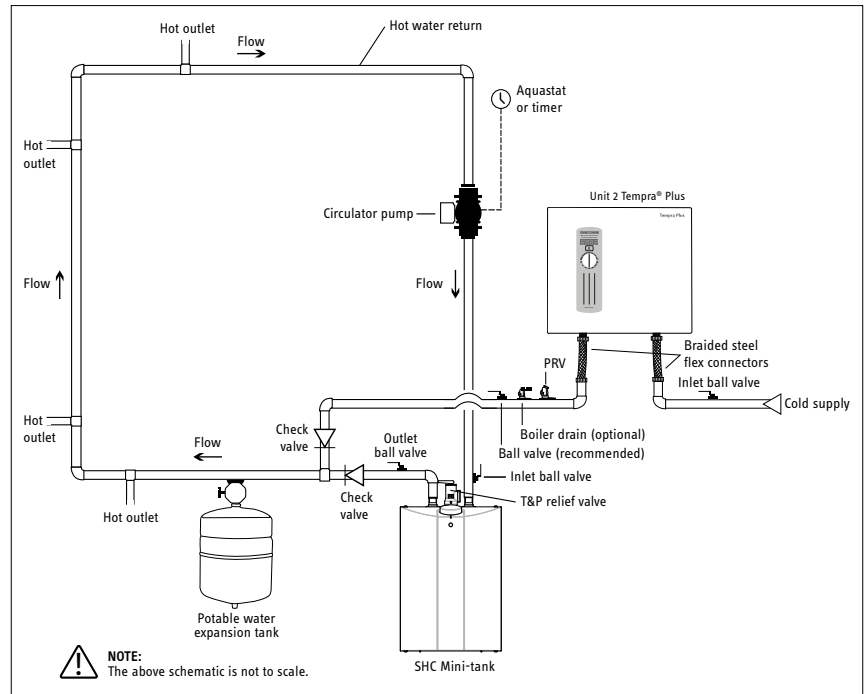 Hot outlet
Flow
Hot water return
Aquastat
or timer
Hot
outlet
Unit 2 Tempra® Plus
Tempra Plus
Circulator pump
Flow
Flow
Braided steel
flex connectors
PRV
Inlet ball valve
Cold supply
Hot
outlet
Check
valve
Boiler drain (optional)
Ball valve (recommended)
Flow
Outlet
ball valve
Inlet ball valve
Check
valve
T&P relief valve
Hot outlet
Potable water
expansion tank
SHC Mini-tank
NOTE:
The above schematic is not to scale.